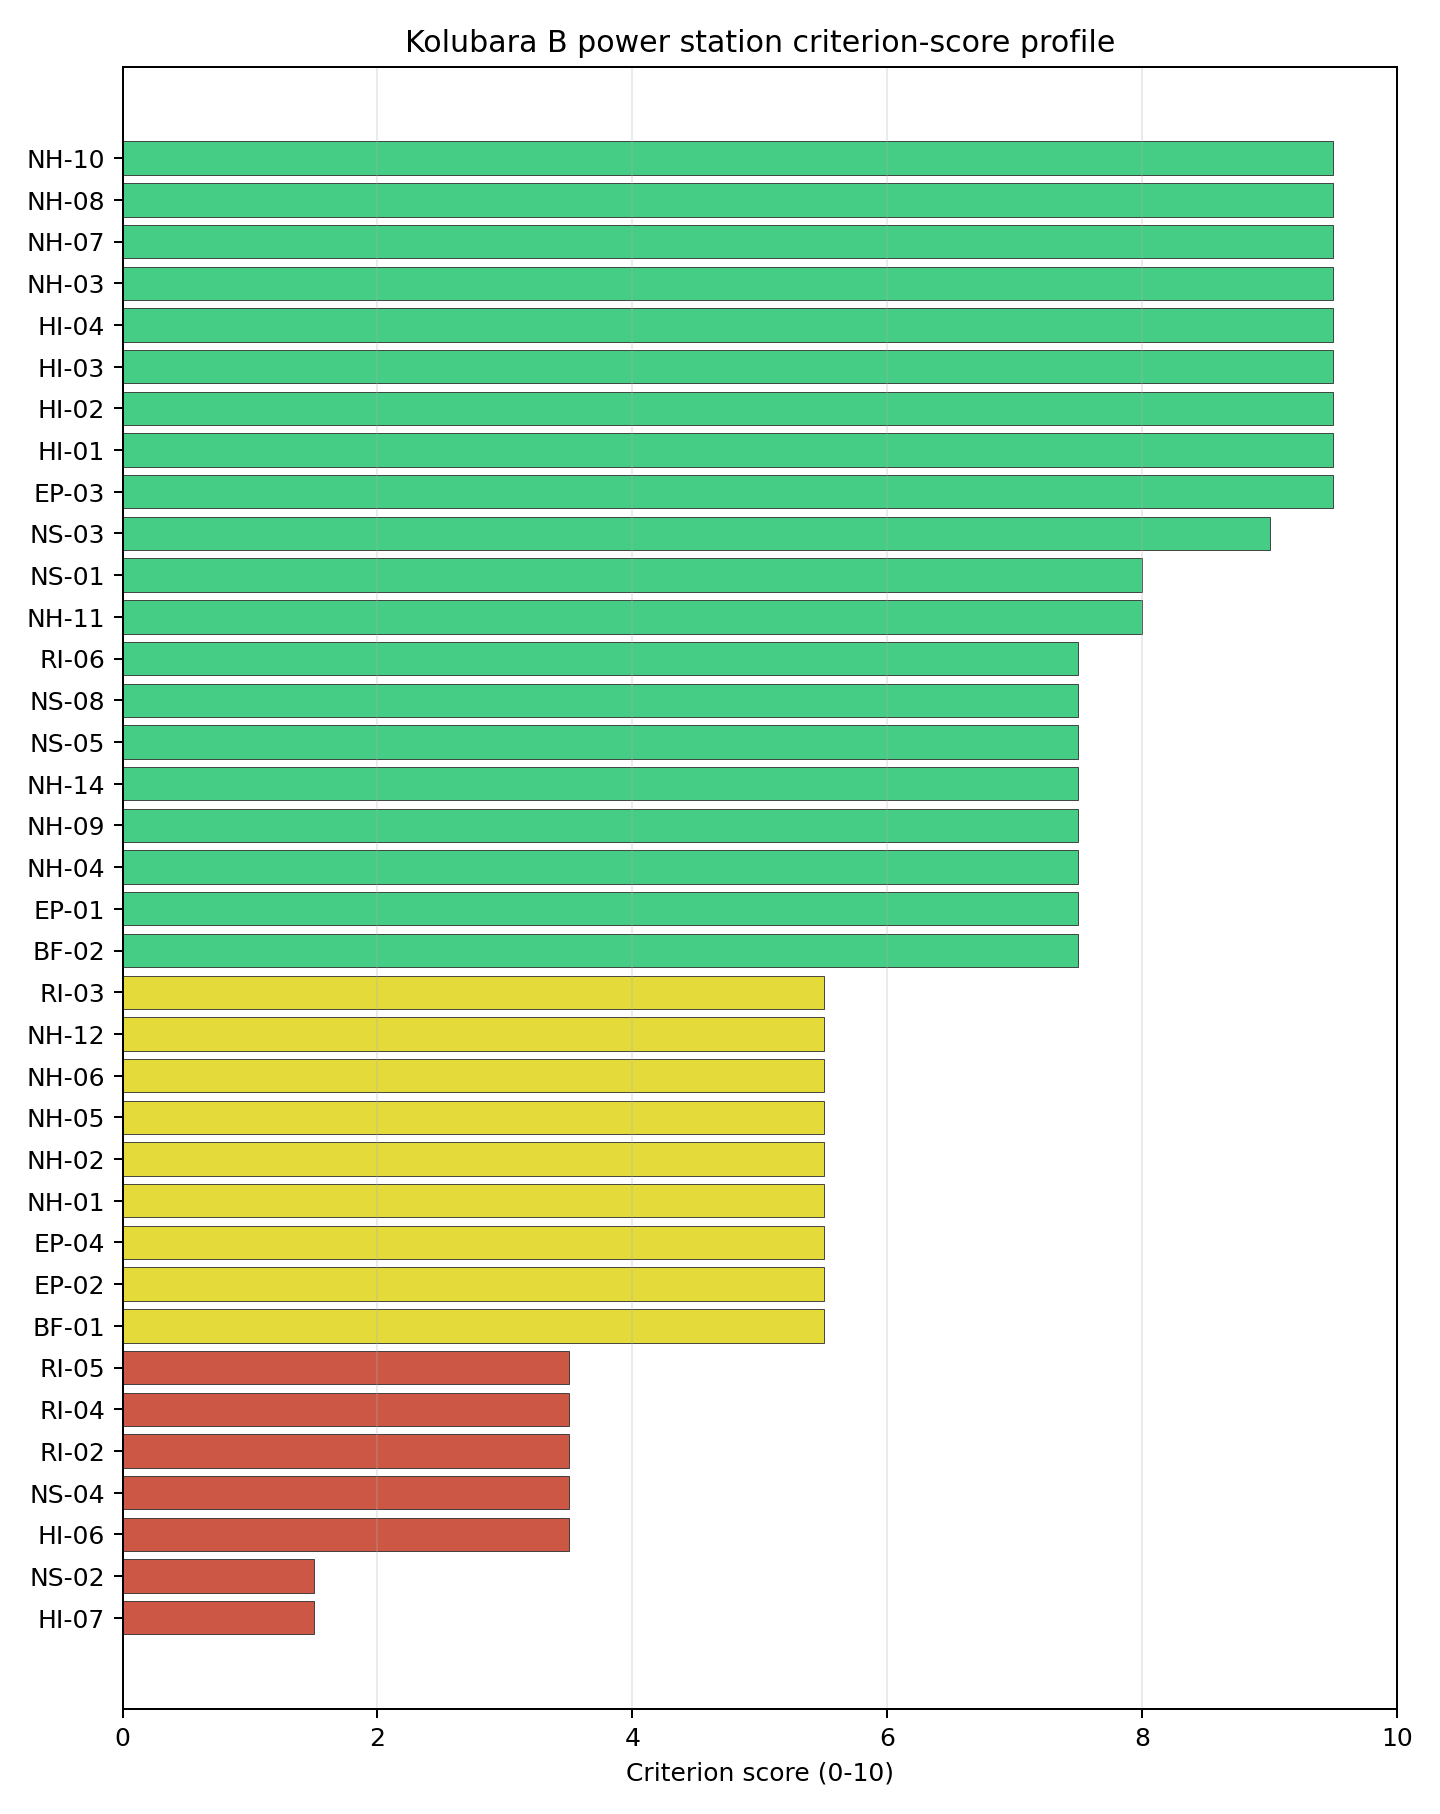 Kolubara B power station criterion-score profile
NH-10
NH-08
NH-07
NH-03
HI-04
HI-03
HI-02
HI-01
EP-03
NS-03
NS-01
NH-11
RI-06
NS-08
NS-05
NH-14
NH-09
NH-04
EP-01
BF-02
RI-03
NH-12
NH-06
NH-05
NH-02
NH-01
EP-04
EP-02
BF-01
RI-05
RI-04
RI-02
NS-04
HI-06
NS-02
HI-07
0 2 4 6 8 10
Criterion score (0-10)